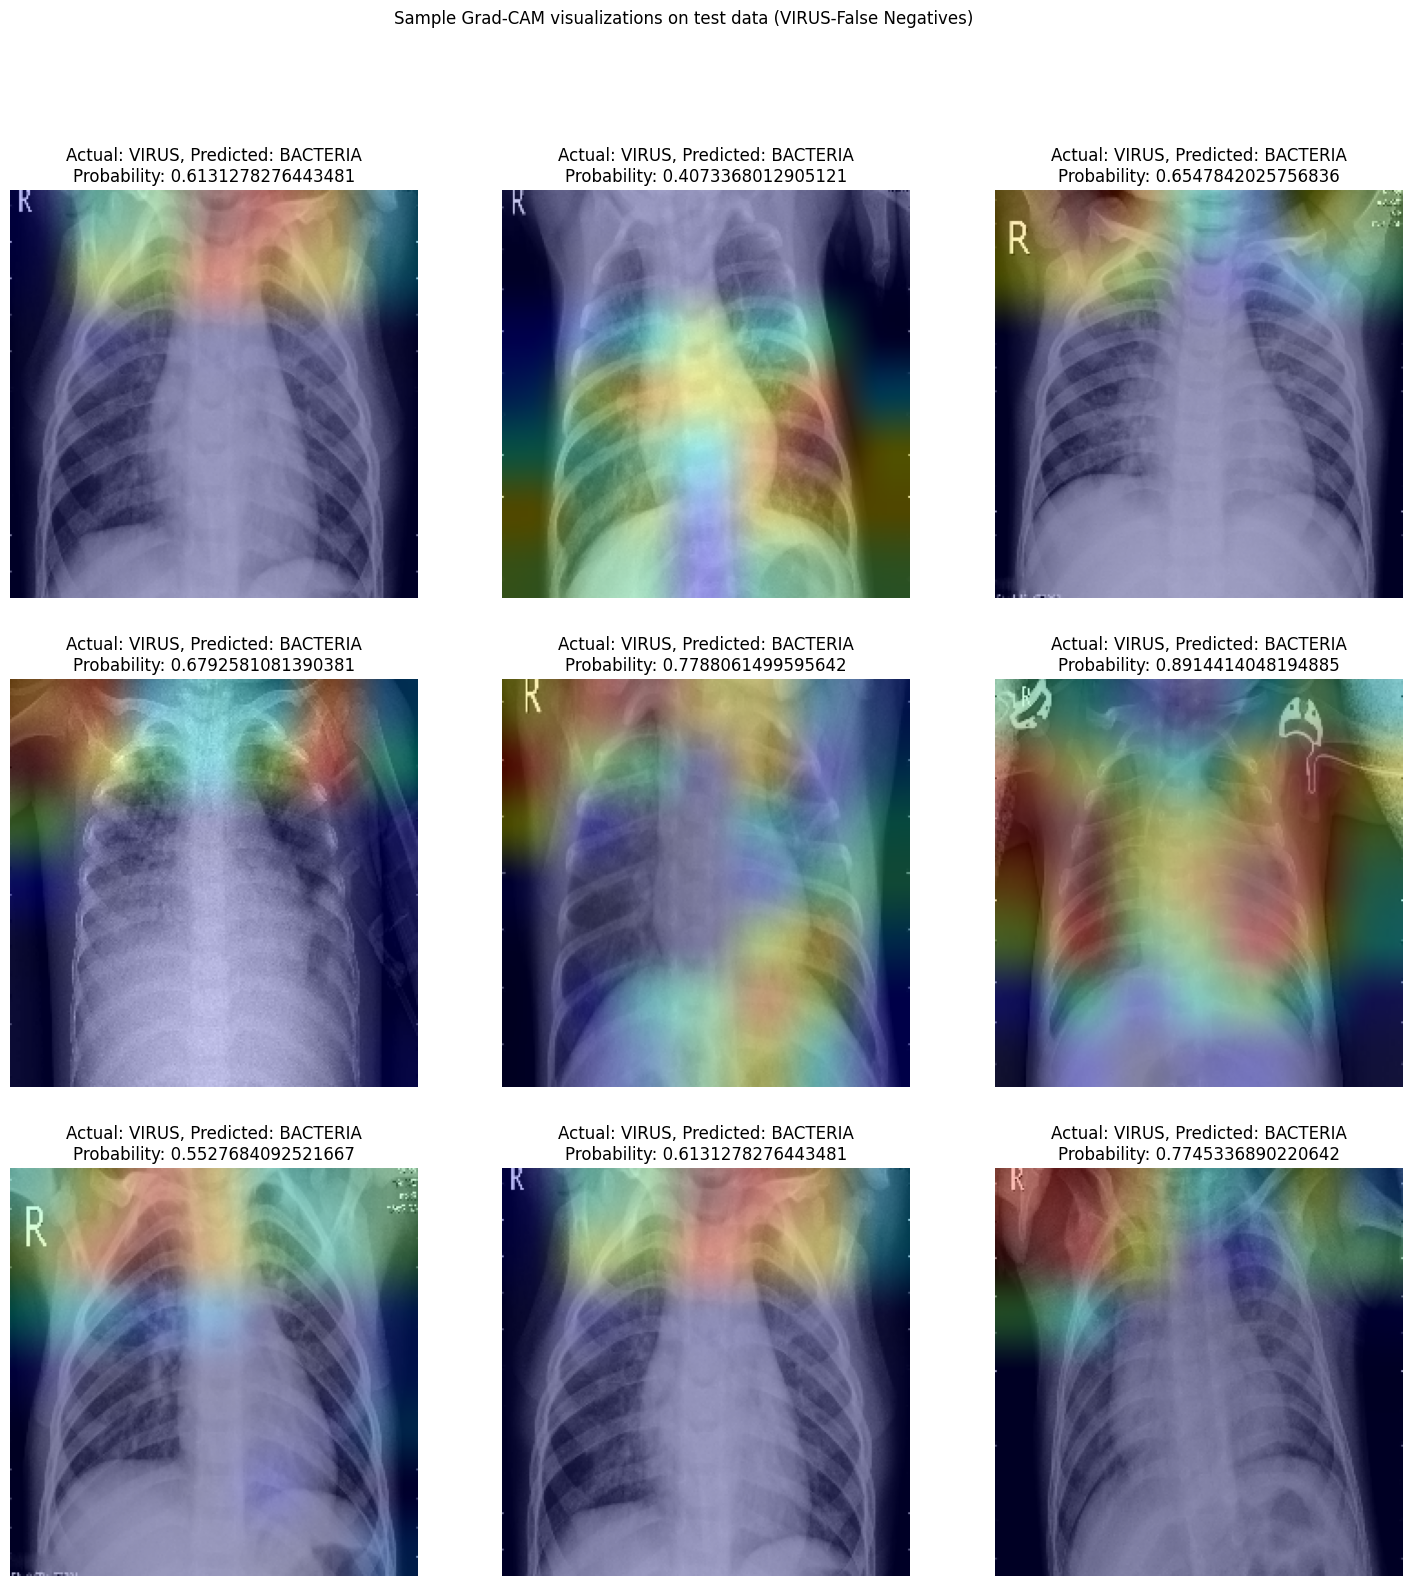 Sample Grad-CAM visualizations on test data (VIRUS-False Negatives)
Actual: VIRUS, Predicted: BACTERIA
Probability: 0.6131278276443481
R
Actual: VIRUS, Predicted: BACTERIA
Probability: 0.4073368012905121
R
Actual: VIRUS, Predicted: BACTERIA
Probability: 0.6547842025756836
R
Actual: VIRUS, Predicted: BACTERIA
Probability: 0.6792581081390381
Actual: VIRUS, Predicted: BACTERIA
Probability: 0.7788061499595642
R
Actual: VIRUS, Predicted: BACTERIA
Probability: 0.8914414048194885
Actual: VIRUS, Predicted: BACTERIA
Probability: 0.5527684092521667
R
Actual: VIRUS, Predicted: BACTERIA
Probability: 0.6131278276443481
R
Actual: VIRUS, Predicted: BACTERIA
Probability: 0.7745336890220642
R